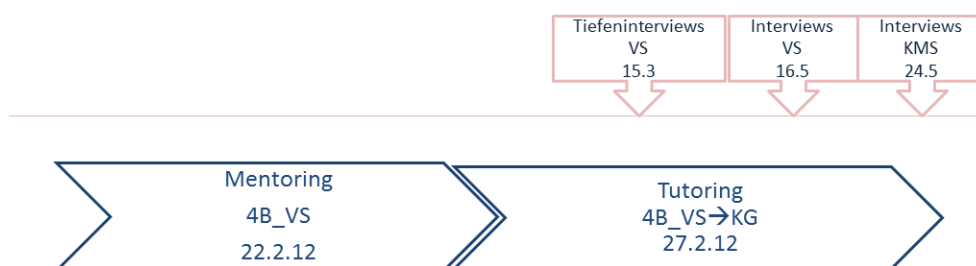 Tiefeninterviews
VS
15.3
Interviews
VS
16.5
Interviews
KMS
24.5
Mentoring
4B_VS
22.2.12
Tutoring
4B_VS→KG
27.2.12